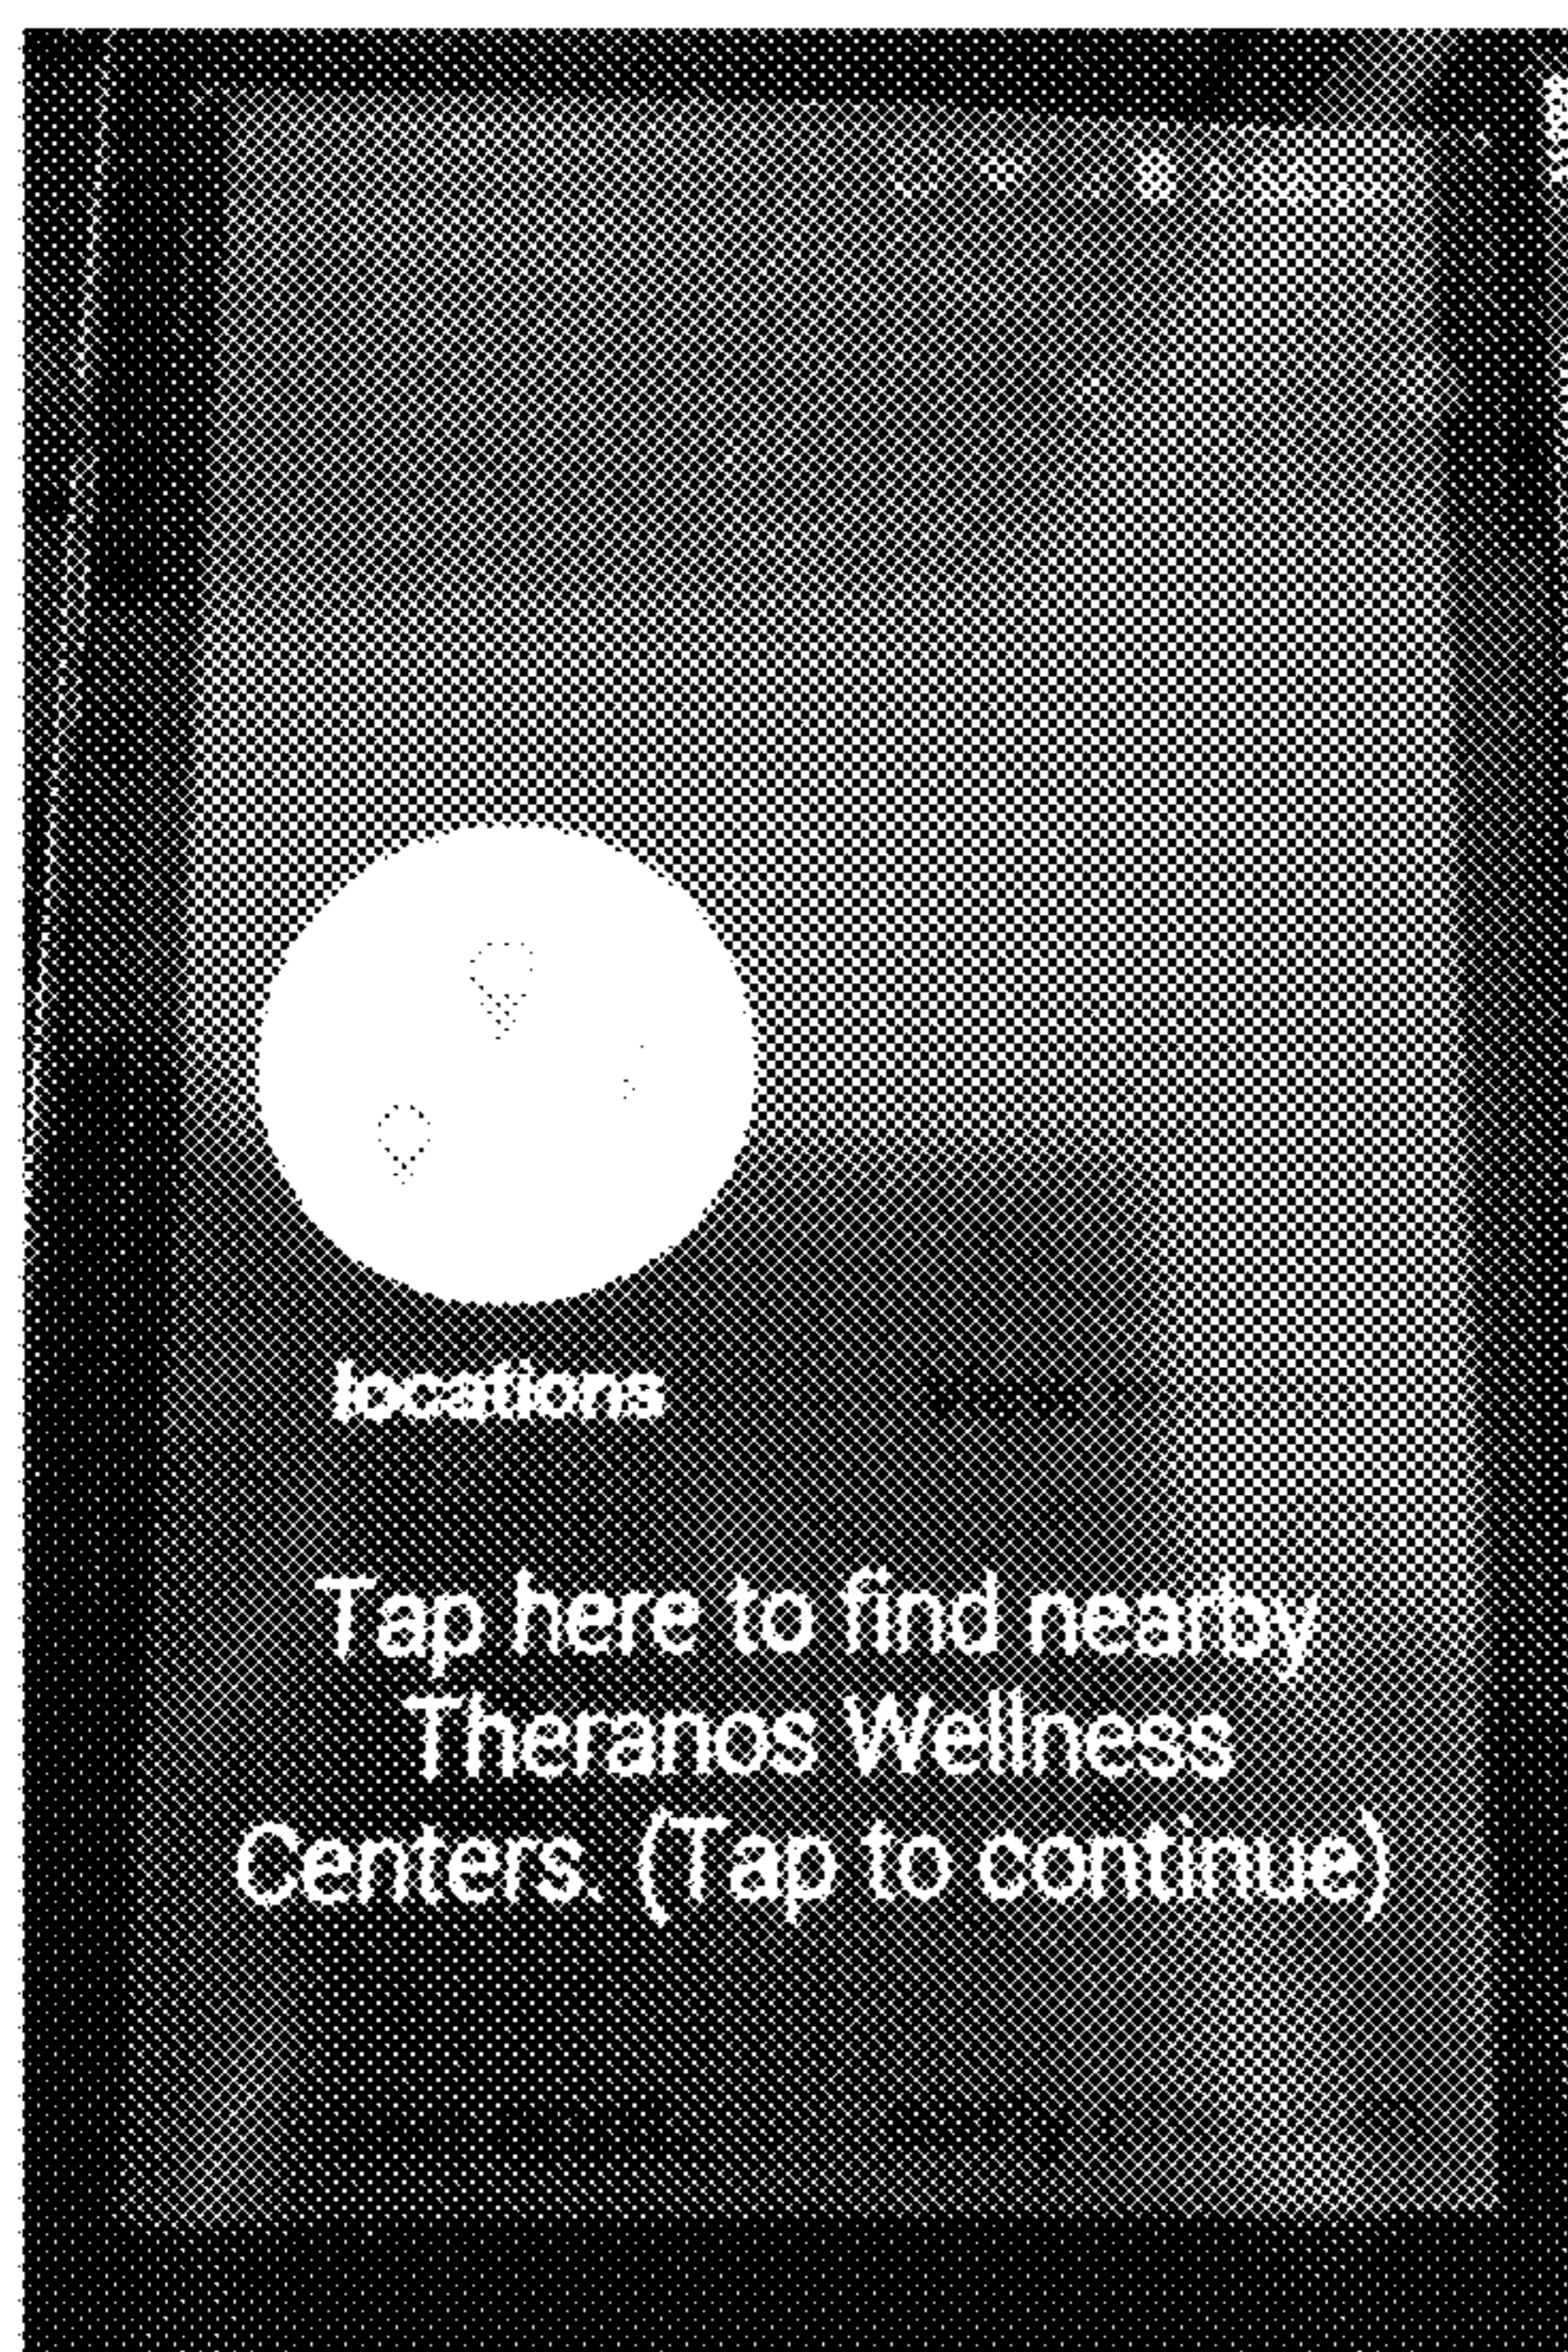 locations
Tap here to find nearby
Theranos Wellness
Centers. (Tap to continue)